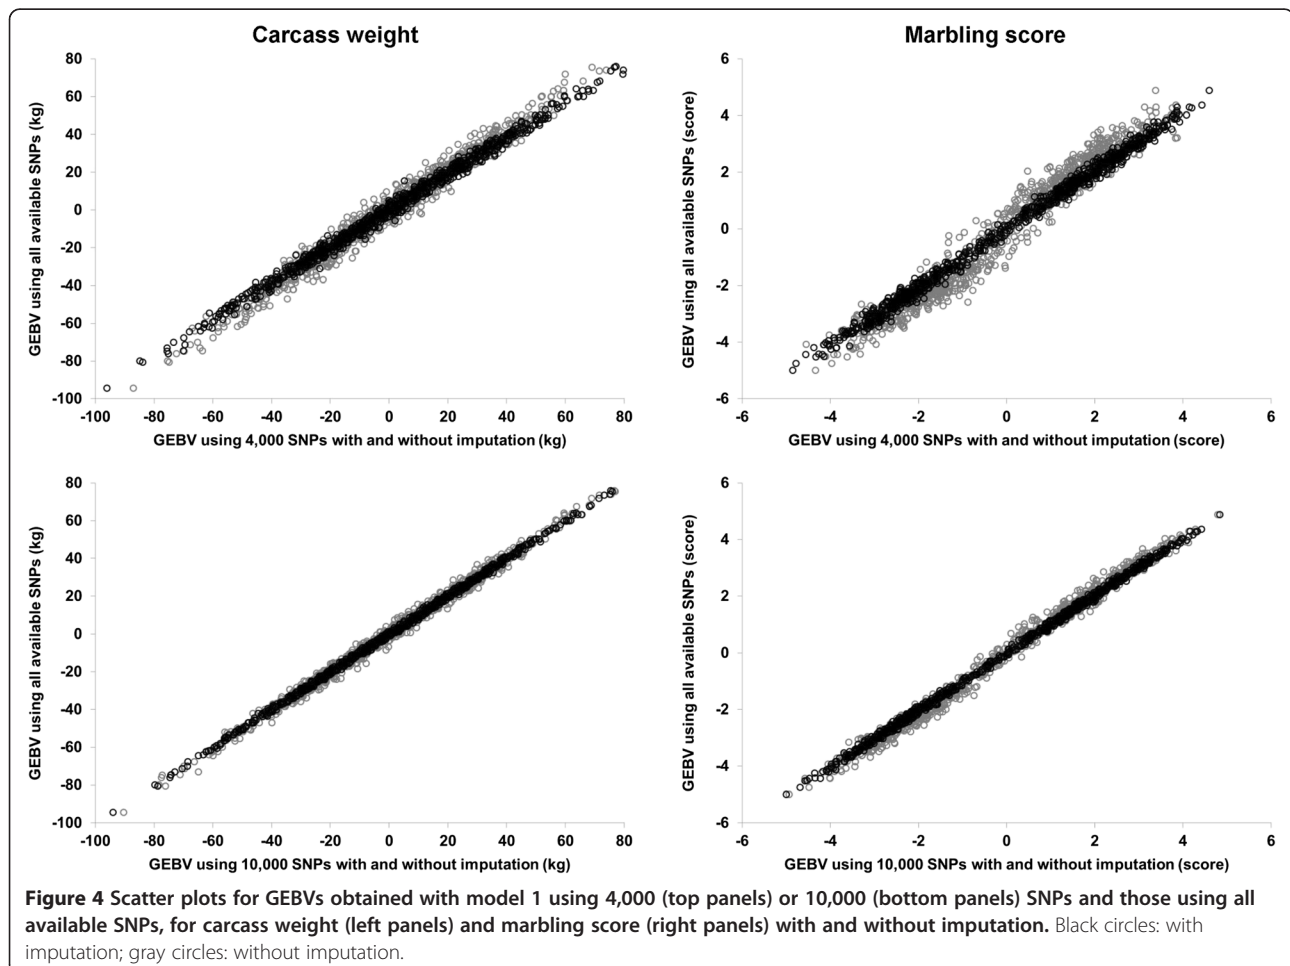 Carcass weight
Marbling score
80
60
40
20
0
-20
-40
-60
-80
-100
GEBV using all available SNPs (kg)
-100 -80 -60 -40 -20 0 20 40 60 80
GEBV using 4,000 SNPs with and without imputation (kg)
6
4
2
0
-2
-4
-6
GEBV using all available SNPs (score)
-6 -4 -2 0 2 4 6
GEBV using 4,000 SNPs with and without imputation (score)
80
60
40
20
0
-20
-40
-60
-80
-100
GEBV using all available SNPs (kg)
-100 -80 -60 -40 -20 0 20 40 60 80
GEBV using 10,000 SNPs with and without imputation (kg)
6
4
2
0
-2
-4
-6
GEBV using all available SNPs (score)
-6 -4 -2 0 2 4 6
GEBV using 10,000 SNPs with and without imputation (score)
Figure 4 Scatter plots for GEBVs obtained with model 1 using 4,000 (top panels) or 10,000 (bottom panels) SNPs and those using all
available SNPs, for carcass weight (left panels) and marbling score (right panels) with and without imputation. Black circles: with
imputation; gray circles: without imputation.